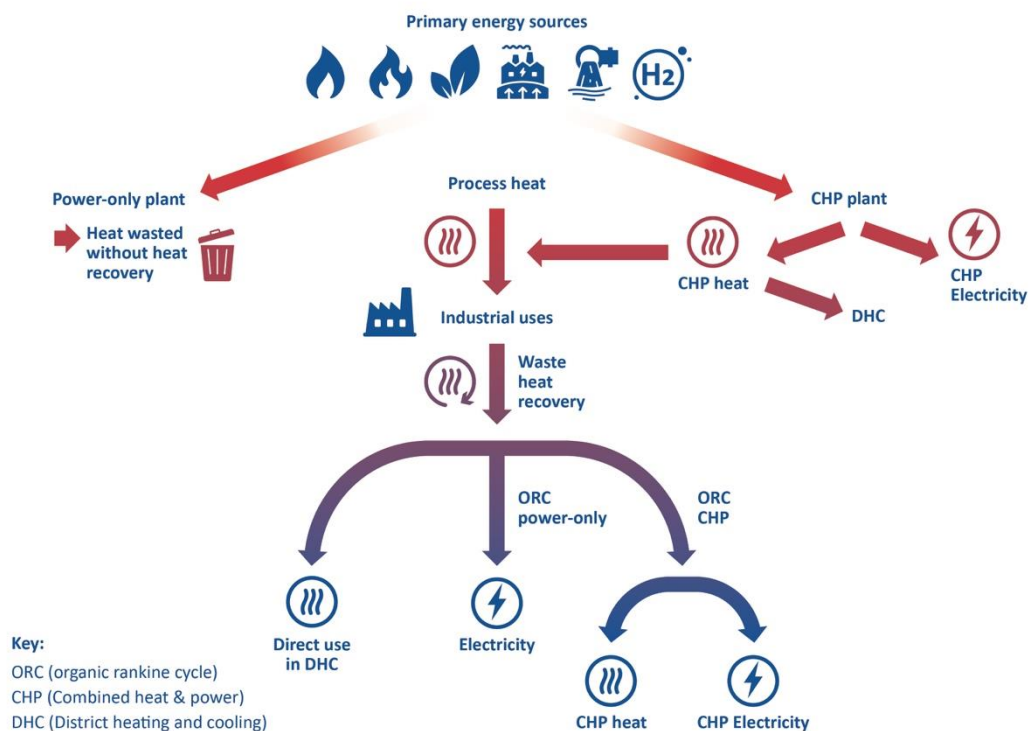 Primary energy sources
H2
Power-only plant
Heat wasted
without heat
recovery
Process heat
CHP plant
CHP heat
CHP
Electricity
DHC
Industrial uses
Waste
heat
recovery
ORC
power-only
ORC
CHP
Direct use
in DHC
Electricity
CHP heat
CHP Electricity
Key:
ORC (organic rankine cycle)
CHP (Combined heat & power)
DHC (District heating and cooling)